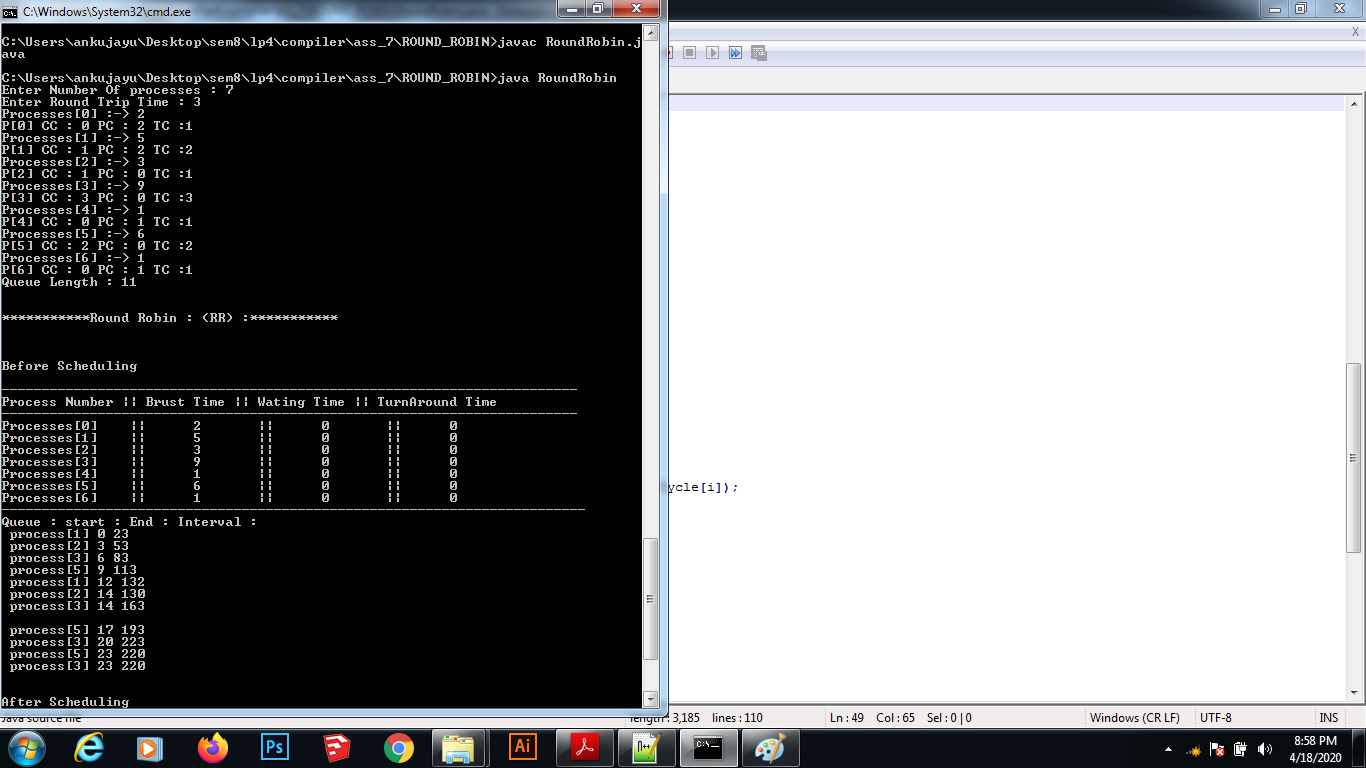 C:\Windows\System32\cmd.exe
C:\Users\ankujayu\Desktop\sem8\lp4\compiler\ass_7\ROUND_ROBIN>javac RoundRobin.j
ava
C:\Users\ankujayu\Desktop\sem8\lp4\compiler\ass_7\ROUND_ROBIN>java RoundRobin
Enter Number Of processes : 7
Enter Round Trip Time : 3
Processes[0] :-> 2
P[0] CC : 0 PC : 2 TC :1
Processes[1] :-> 5
P[1] CC : 1 PC : 2 TC :2
Processes[2] :-> 3
P[2] CC : 1 PC : 0 TC :1
Processes[3] :-> 9
P[3] CC : 3 PC : 0 TC :3
Processes[4] :-> 1
P[4] CC : 0 PC : 1 TC :1
Processes[5] :-> 6
P[5] CC : 2 PC : 0 TC :2
Processes[6] :-> 1
P[6] CC : 0 PC : 1 TC :1
Queue Length : 11
***********Round Robin : (RR) :***********
Before Scheduling
------------------------------------------------------------------------
Process Number || Brust Time || Wating Time || TurnAround Time
------------------------------------------------------------------------
Processes[0] || 2 || 0 || 0
Processes[1] || 5 || 0 || 0
Processes[2] || 3 || 0 || 0
Processes[3] || 9 || 0 || 0
Processes[4] || 1 || 0 || 0
Processes[5] || 6 || 0 || 0
Processes[6] || 1 || 0 || 0
-------------------------------------------------------------------------
Queue : start : End : Interval :
process[1] 0 23
process[2] 3 53
process[3] 6 83
process[5] 9 113
process[1] 12 132
process[2] 14 130
process[3] 14 163
process[5] 17 193
process[3] 20 223
process[5] 23 220
process[3] 23 220
After Scheduling
X
ycle[i]);
Java source file
length : 3,185 lines : 110
Ln : 49 Col : 65 Sel : 0 | 0
Windows (CR LF)
UTF-8
INS
Ps
Ai
8:58 PM
4/18/2020